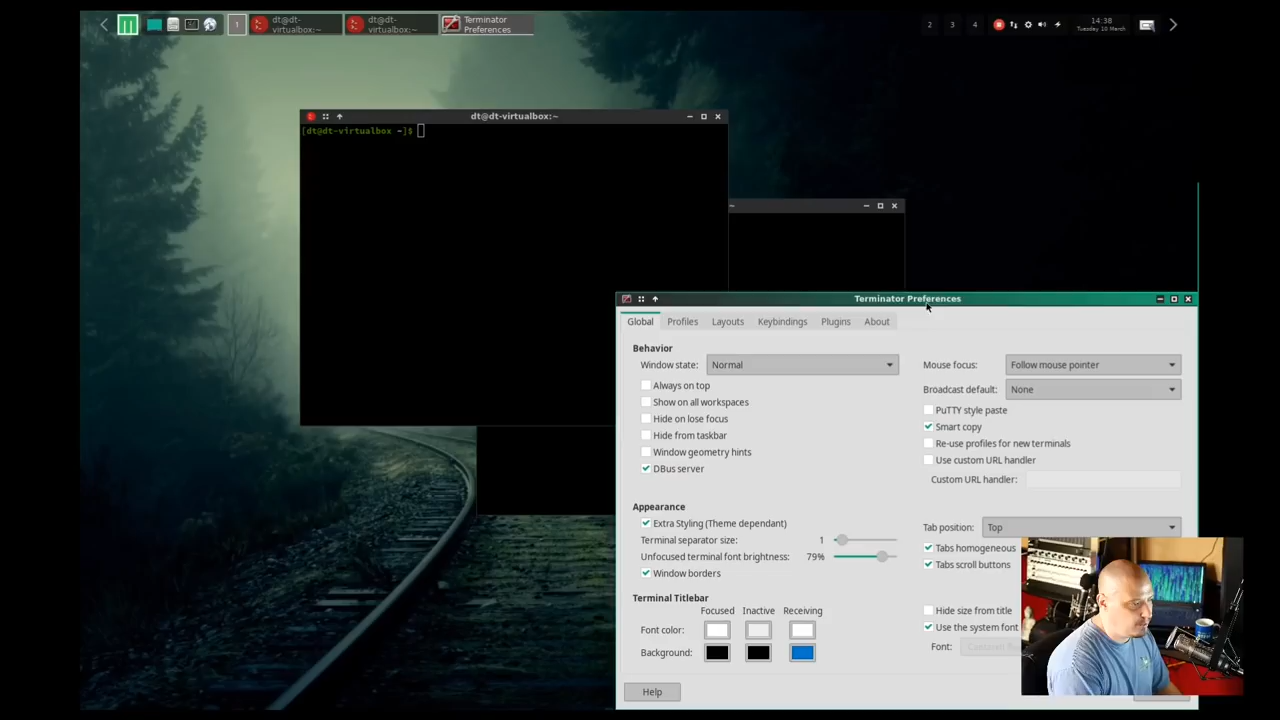 1
dt@dt-
virtualbox:~
dt@dt-
virtualbox:~
Terminator
Preferences
2
3
4
14:38
Tuesday 10 March
dt@dt-virtualbox:~
[dt@dt-virtualbox ~]$
~
Terminator Preferences
Global
Profiles
Layouts
Keybindings
Plugins
About
Behavior
Window state:
Normal
Mouse focus:
Follow mouse pointer
Always on top
Broadcast default:
None
Show on all workspaces
PuTTY style paste
Hide on lose focus
Smart copy
Hide from taskbar
Re-use profiles for new terminals
Window geometry hints
Use custom URL handler
DBus server
Custom URL handler:
Appearance
Extra Styling (Theme dependant)
Tab position:
Top
Terminal separator size:
1
Tabs homogeneous
Unfocused terminal font brightness:
79%
Tabs scroll buttons
Window borders
Terminal Titlebar
Focused
Inactive
Receiving
Hide size from title
Font color:
Use the system font
Background:
Font:
Help